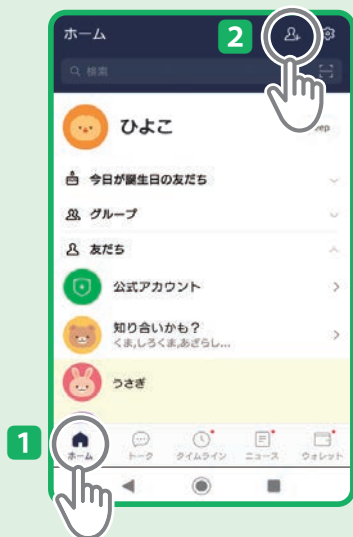 ホーム
2
検索
ひよこ
今日が誕生日の友だち
グループ
友だち
公式アカウント
知り合いかも?
くま,しろくま,あざらし...
うさぎ
1
ホーム
トーク
タイムライン
ニュース
ウォレット